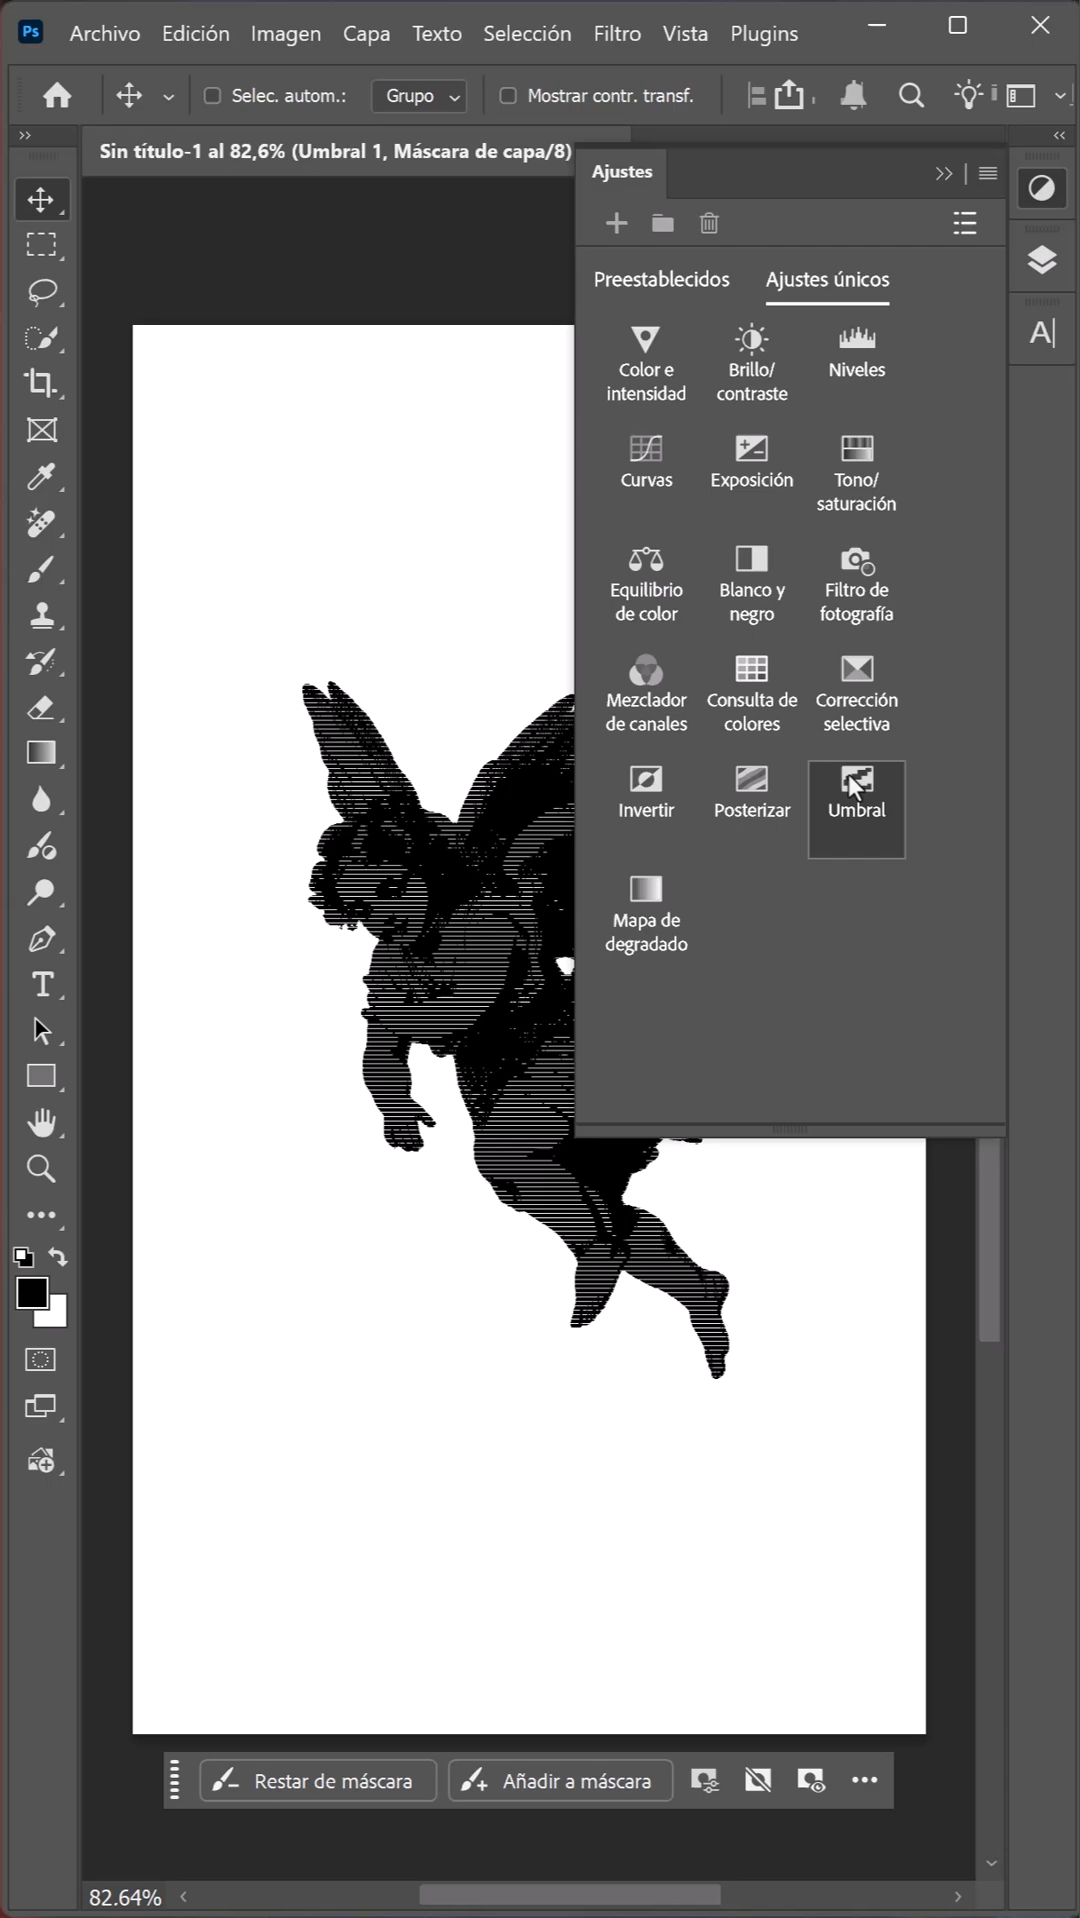 Ps
Archivo Edición Imagen Capa Texto Selección Filtro Vista Plugins
Selec. autom.: Grupo Mostrar contr. transf.
Sin título-1 al 82,6% (Umbral 1, Máscara de capa/8)
Ajustes
Preestablecidos Ajustes únicos
Color e intensidad
Brillo/ contraste
Niveles
Curvas
Exposición
Tono/ saturación
Equilibrio de color
Blanco y negro
Filtro de fotografía
Mezclador de canales
Consulta de colores
Corrección selectiva
Invertir
Posterizar
Umbral
Mapa de degradado
Restar de máscara Añadir a máscara
82.64%